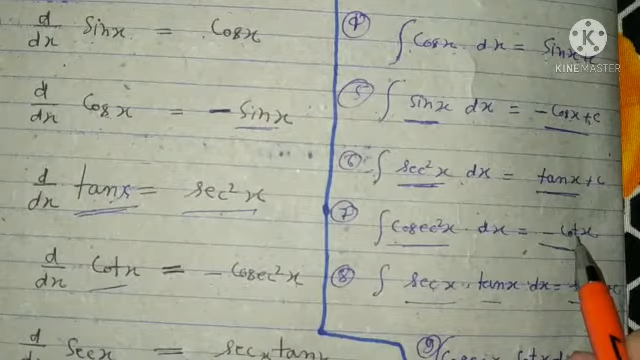 d/dx sinx = cosx
d/dx cosx = - sinx
d/dx tanx = sec²x
d/dx cotx = - cosec²x
d/dx secx = secx tanx
④ ∫ cosx dx = sinx+c
⑤ ∫ sinx dx = - cosx+c
⑥ ∫ sec²x dx = tanx+c
⑦ ∫ cosec²x · dx = - cotx
⑧ ∫ secx · tanx dx =
⑨
KINEMASTER